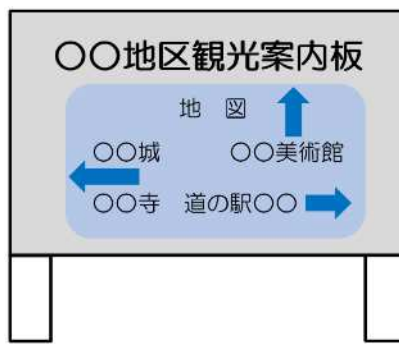 〇〇地区観光案内板
地　図
〇〇城　〇〇美術館
〇〇寺　道の駅〇〇